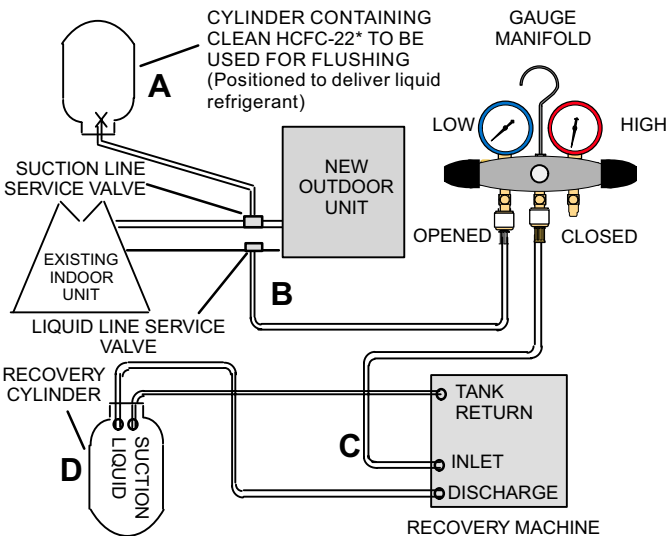 CYLINDER CONTAINING
CLEAN HCFC-22* TO BE
USED FOR FLUSHING
(Positioned to deliver liquid
refrigerant)
A
GAUGE
MANIFOLD
LOW
HIGH
SUCTION LINE
SERVICE VALVE
NEW
OUTDOOR
UNIT
OPENED
CLOSED
EXISTING
INDOOR
UNIT
B
LIQUID LINE SERVICE
VALVE
RECOVERY
CYLINDER
TANK
RETURN
C
D
LIQUID
SUCTION
INLET
DISCHARGE
RECOVERY MACHINE